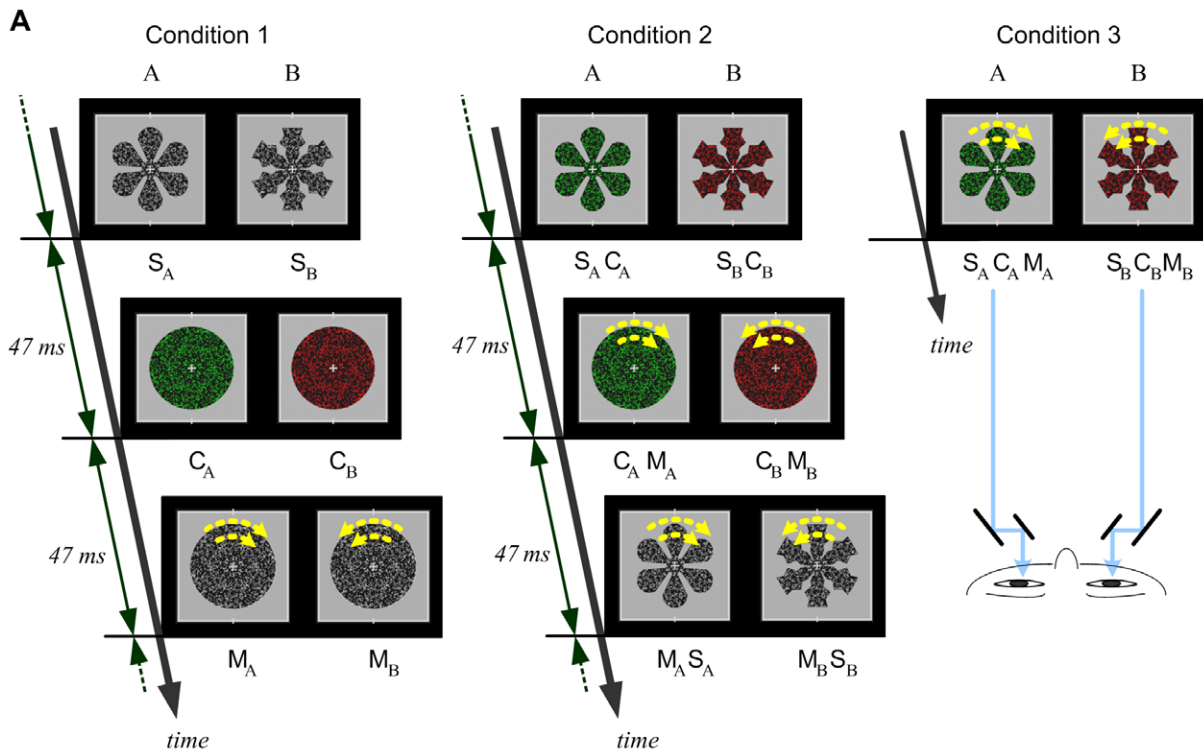 A
Condition 1 Condition 2 Condition 3
A B A B A B
S_A S_B S_A C_A S_B C_B S_A C_A M_A S_B C_B M_B
47 ms 47 ms time
C_A C_B C_A M_A C_B M_B
47 ms 47 ms
M_A M_B M_A S_A M_B S_B
time time